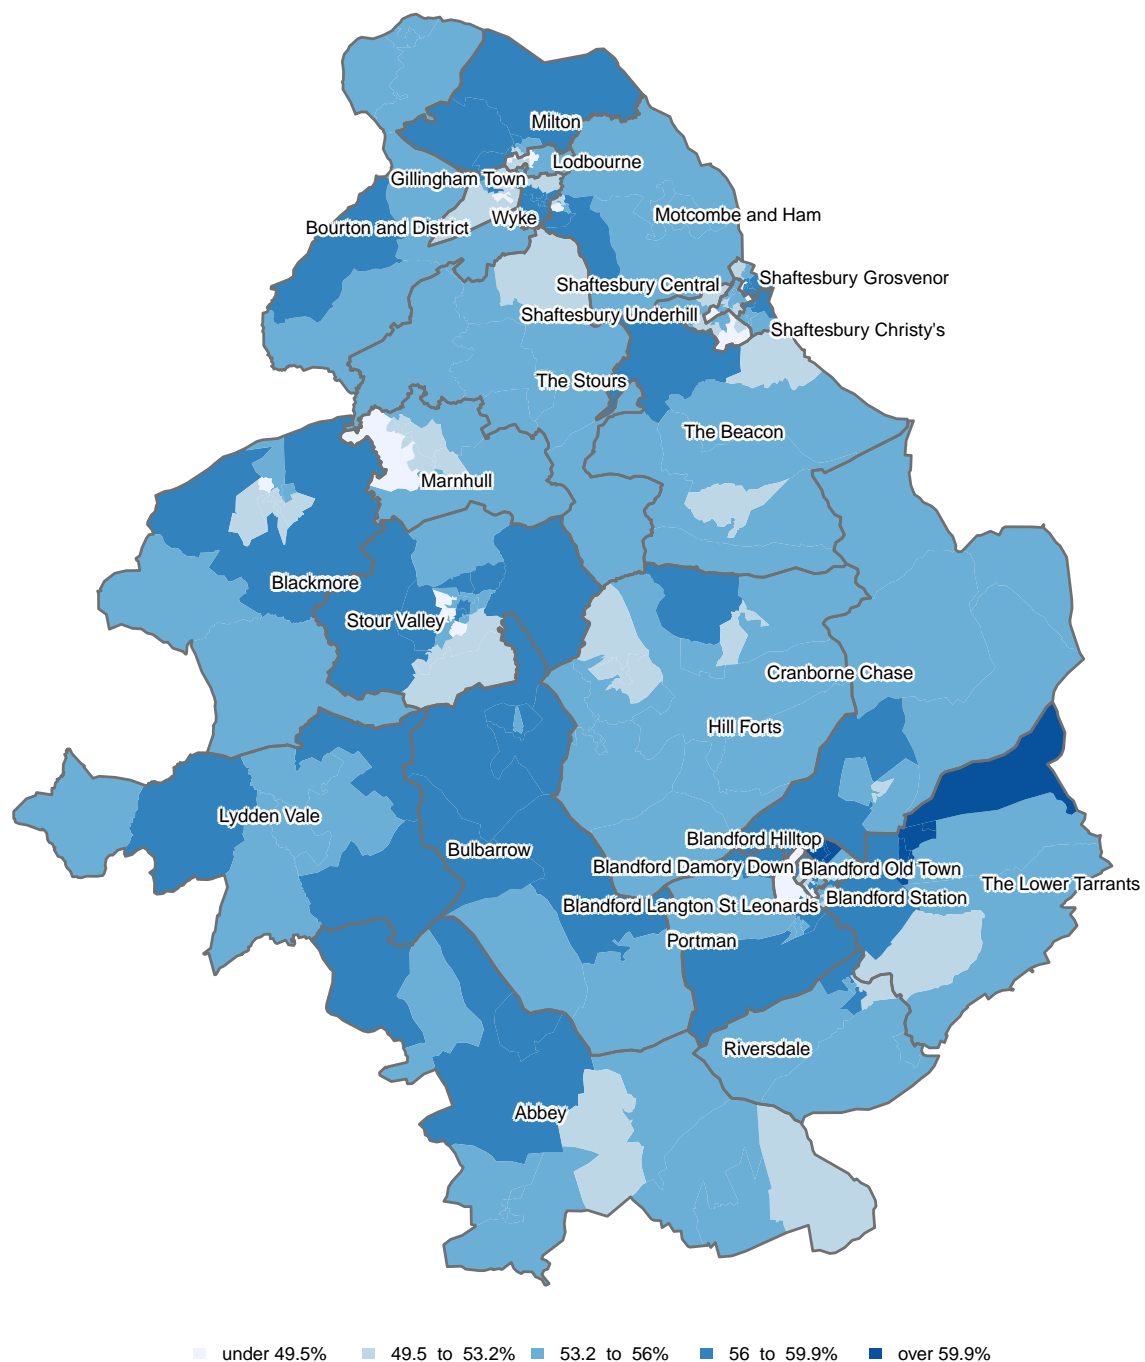 Milton
Lodbourne
Gillingham Town
Wyke
Motcombe and Ham
Bourton and District
Shaftesbury Grosvenor
Shaftesbury Central
Shaftesbury Underhill
Shaftesbury Christy's
The Stours
The Beacon
Marnhull
Blackmore
Stour Valley
Cranborne Chase
Hill Forts
Lydden Vale
Bulbarrow
Blandford Hilltop
Blandford Damory Down
Blandford Old Town
The Lower Tarrants
Blandford Station
Blandford Langton St Leonards
Portman
Riversdale
Abbey
under 49.5% 49.5 to 53.2% 53.2 to 56% 56 to 59.9% over 59.9%